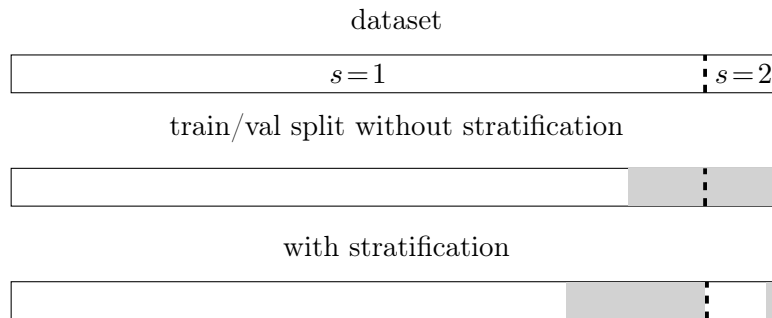 dataset
s=1 s=2
train/val split without stratification
with stratification